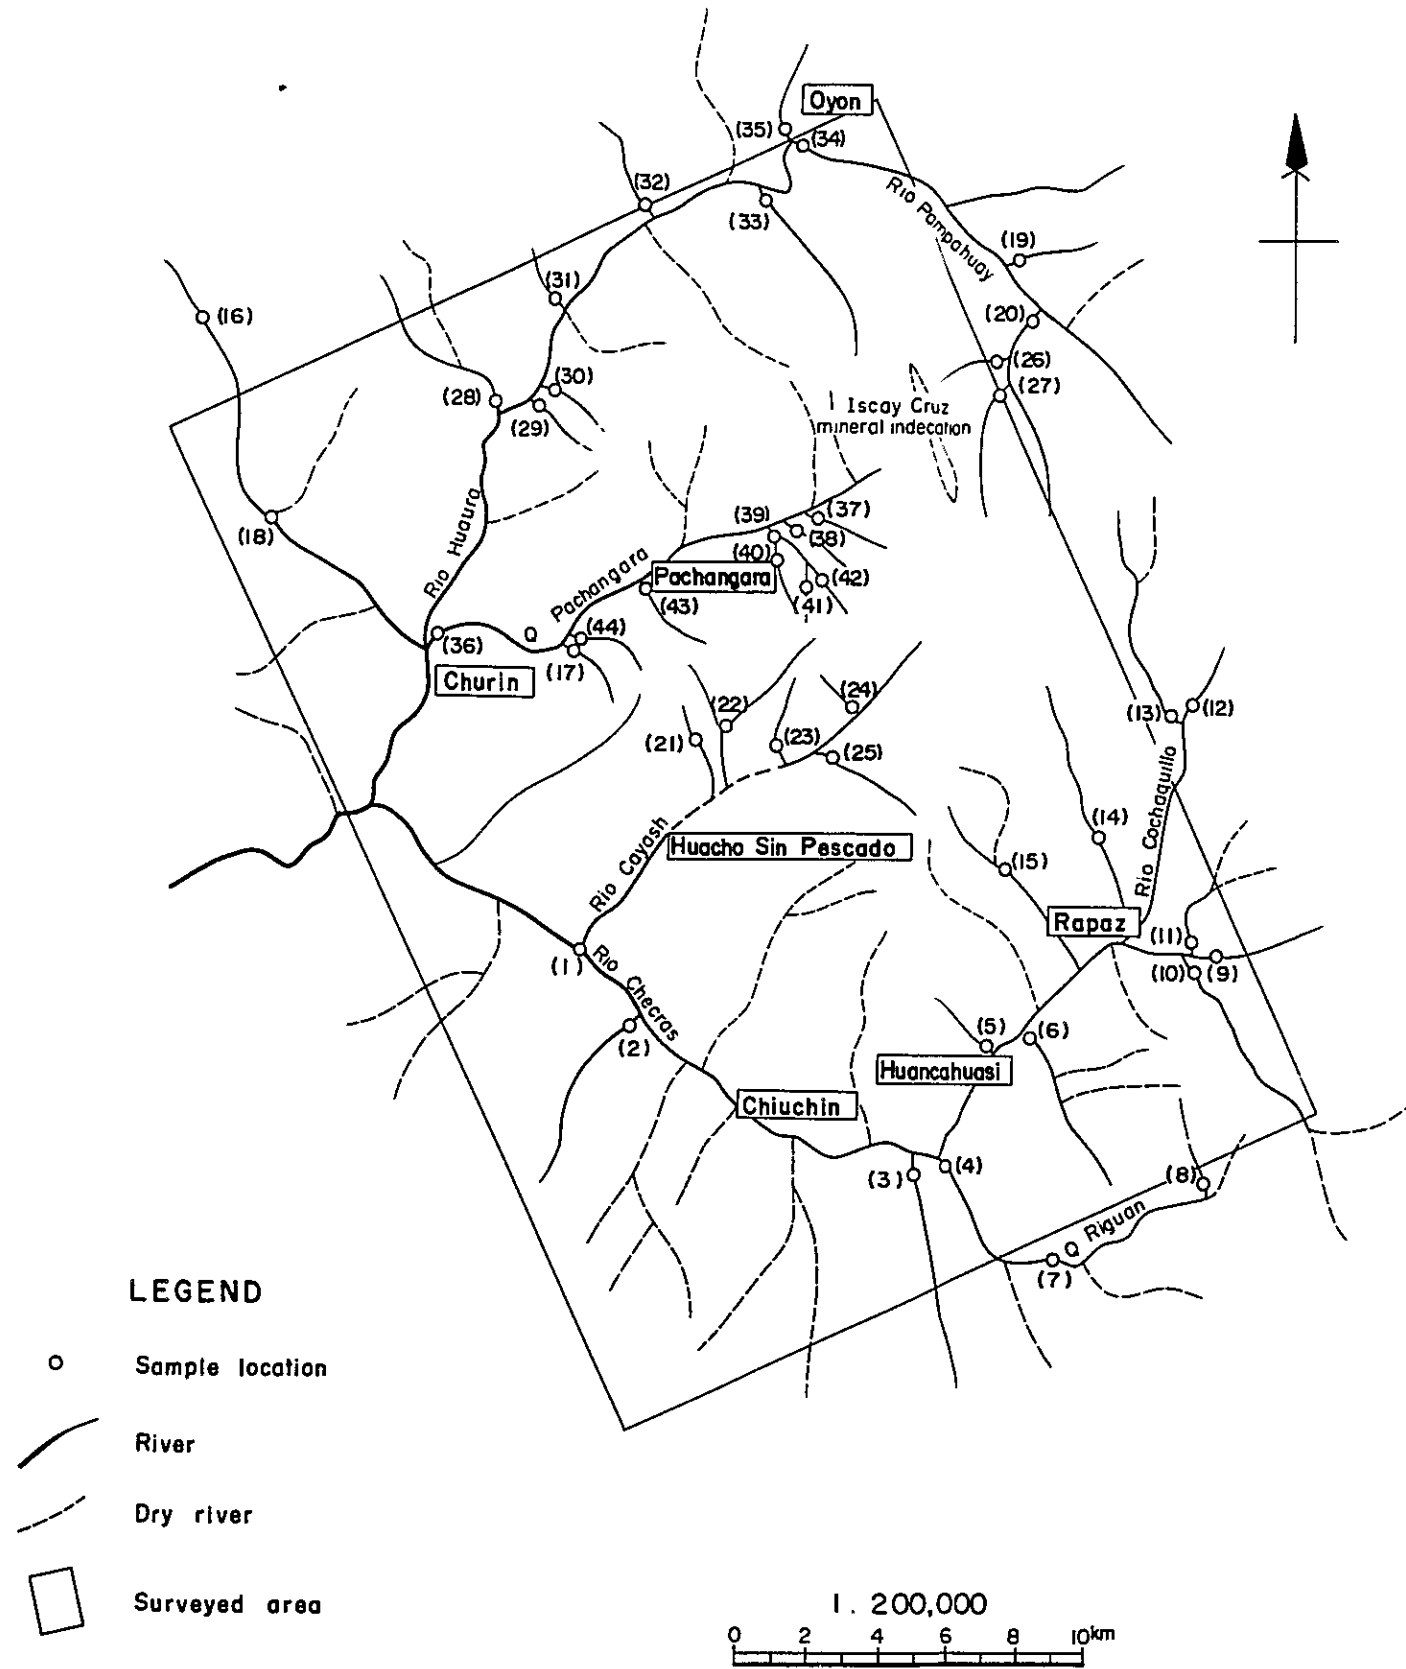 Oyon
(35)
(34)
(32)
(33)
Rio Pampahuay
(19)
(31)
(16)
(20)
(26)
(30)
(27)
(28)
(29)
Iscay Cruz
mineral indecation
Rio Huaura
(18)
(39)
(37)
(38)
(40)
Pachangara
(42)
(41)
(43)
Q Pachangara
(44)
(36)
(17)
Churin
(22)
(24)
(21)
(23)
(25)
(13)
(12)
Rio Cochaquillo
(14)
Huacho Sin Pescado
Rio Cayash
(15)
Rapaz
(11)
(10)
(9)
(1)
Rio Checras
(2)
(5)
(6)
Huancahuasi
Chiuchin
(3)
(4)
(8)
Q Riguan
(7)
LEGEND
Sample location
River
Dry river
Surveyed area
1. 200,000
0 2 4 6 8 10km